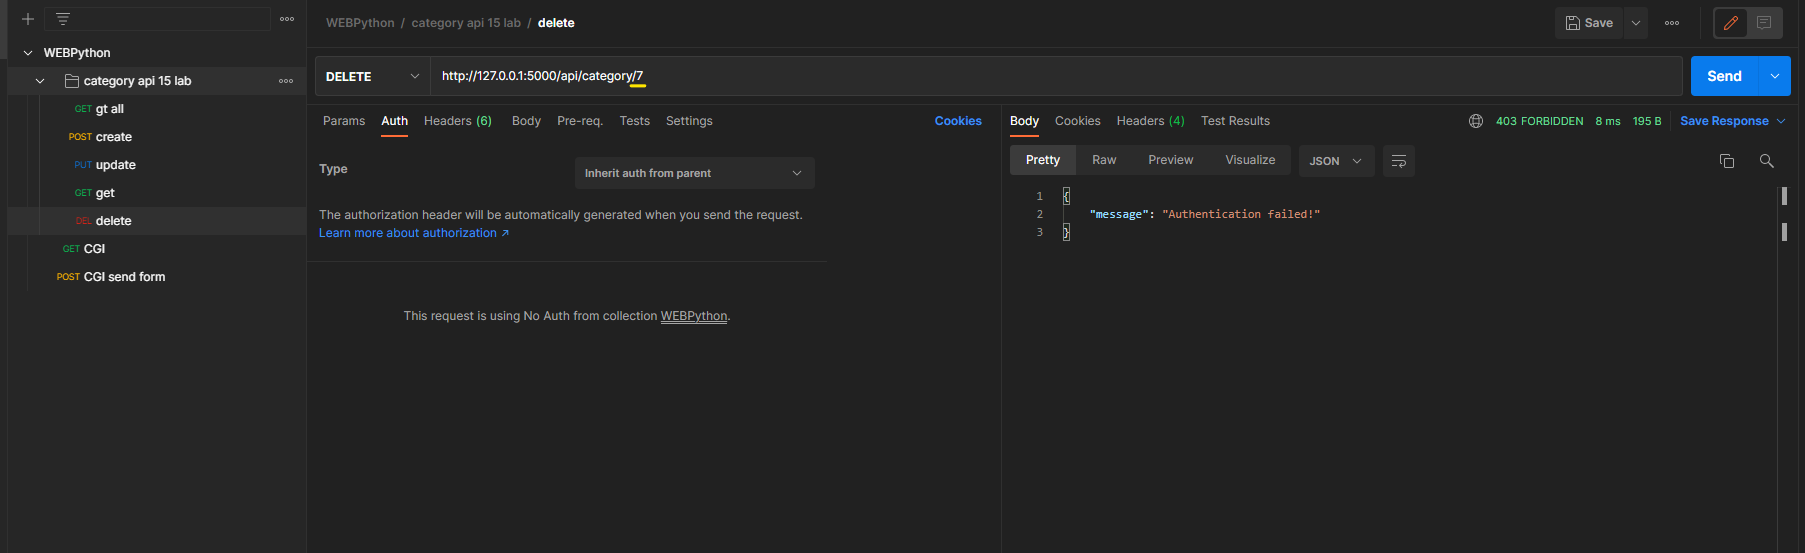 WEBPython / category api 15 lab / delete
Save
WEBPython
category api 15 lab
GET gt all
POST create
PUT update
GET get
DEL delete
GET CGI
POST CGI send form
DELETE
http://127.0.0.1:5000/api/category/7
Send
Params Auth Headers (6) Body Pre-req. Tests Settings
Cookies
Type
Inherit auth from parent
The authorization header will be automatically generated when you send the request.
Learn more about authorization ↗
This request is using No Auth from collection WEBPython.
Body Cookies Headers (4) Test Results
403 FORBIDDEN 8 ms 195 B Save Response
Pretty Raw Preview Visualize JSON
1 {
2 "message": "Authentication failed!"
3 }